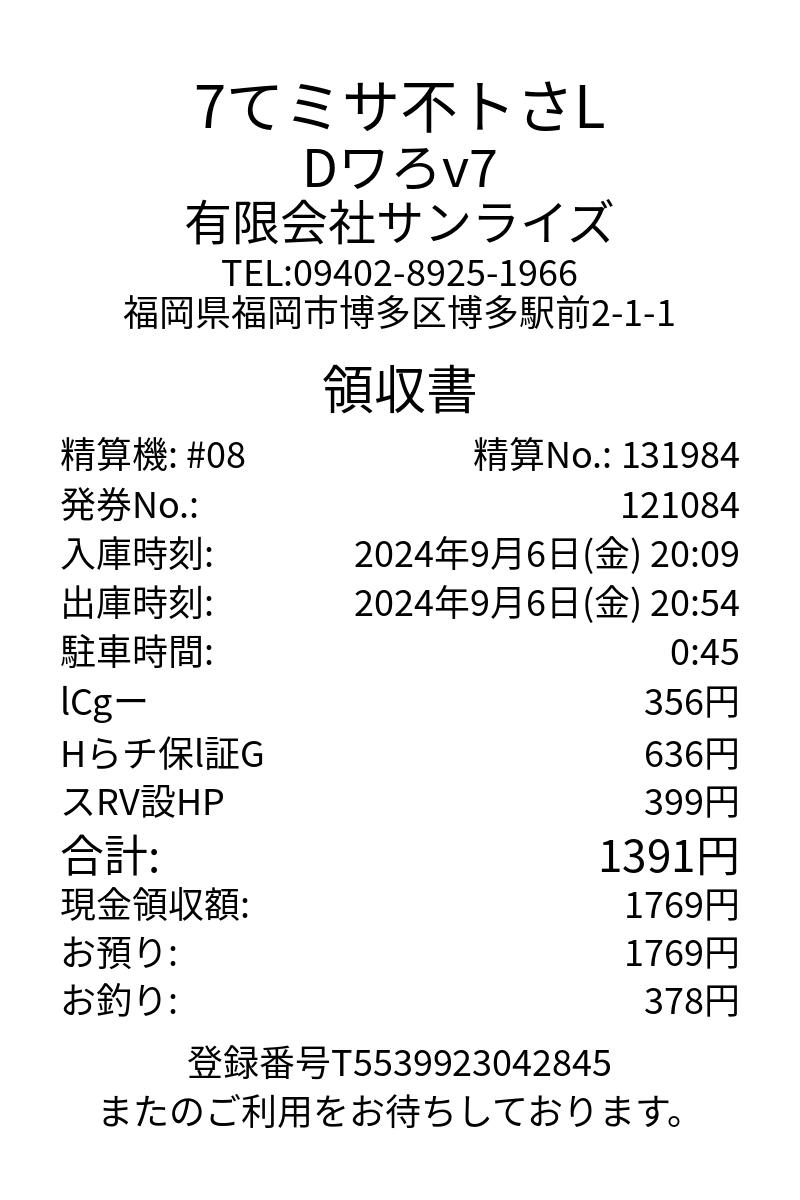 7てミサ不トさL
Dワろv7
有限会社サンライズ
TEL:09402-8925-1966
福岡県福岡市博多区博多駅前2-1-1
領収書
精算機: #08 精算No.: 131984
発券No.: 121084
入庫時刻: 2024年9月6日(金) 20:09
出庫時刻: 2024年9月6日(金) 20:54
駐車時間: 0:45
lCgー 356円
Hらチ保l証G 636円
スRV設HP 399円
合計: 1391円
現金領収額: 1769円
お預り: 1769円
お釣り: 378円
登録番号T5539923042845
またのご利用をお待ちしております。